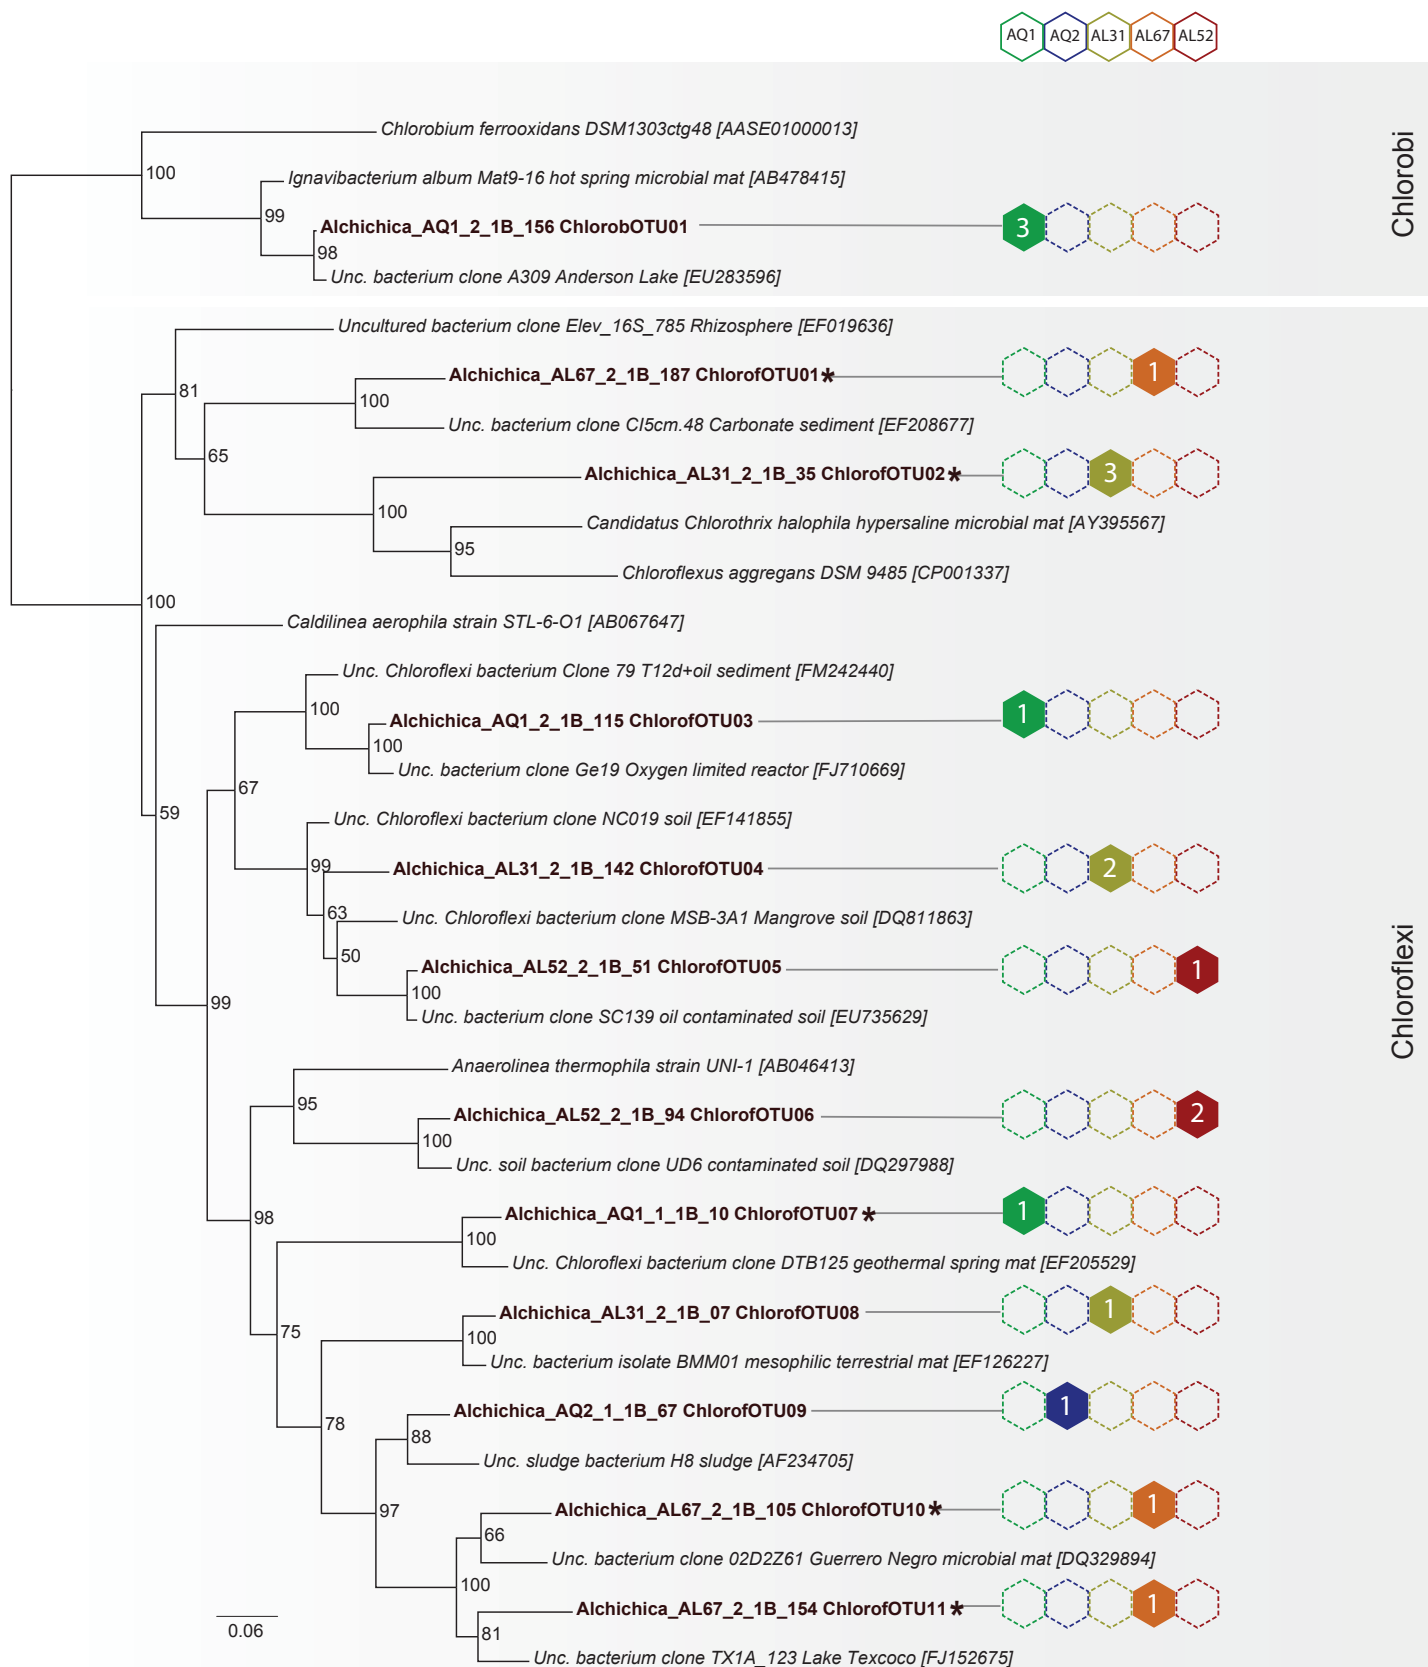 AQ1 AQ2 AL31 AL67 AL52
Chlorobium ferrooxidans DSM1303ctg48 [AASE01000013]
100
Ignavibacterium album Mat9-16 hot spring microbial mat [AB478415]
99
Alchichica_AQ1_2_1B_156 ChlorobOTU01
3
98
Unc. bacterium clone A309 Anderson Lake [EU283596]
Chlorobi
Uncultured bacterium clone Elev_16S_785 Rhizosphere [EF019636]
81
Alchichica_AL67_2_1B_187 ChlorofOTU01*
1
100
Unc. bacterium clone CI5cm.48 Carbonate sediment [EF208677]
65
Alchichica_AL31_2_1B_35 ChlorofOTU02*
3
100
Candidatus Chlorothrix halophila hypersaline microbial mat [AY395567]
95
Chloroflexus aggregans DSM 9485 [CP001337]
100
Caldilinea aerophila strain STL-6-O1 [AB067647]
Unc. Chloroflexi bacterium Clone 79 T12d+oil sediment [FM242440]
100
Alchichica_AQ1_2_1B_115 ChlorofOTU03
1
100
Unc. bacterium clone Ge19 Oxygen limited reactor [FJ710669]
67
59
Unc. Chloroflexi bacterium clone NC019 soil [EF141855]
99
Alchichica_AL31_2_1B_142 ChlorofOTU04
2
63
Unc. Chloroflexi bacterium clone MSB-3A1 Mangrove soil [DQ811863]
50
Alchichica_AL52_2_1B_51 ChlorofOTU05
1
100
Unc. bacterium clone SC139 oil contaminated soil [EU735629]
99
Chloroflexi
Anaerolinea thermophila strain UNI-1 [AB046413]
95
Alchichica_AL52_2_1B_94 ChlorofOTU06
2
100
Unc. soil bacterium clone UD6 contaminated soil [DQ297988]
98
Alchichica_AQ1_1_1B_10 ChlorofOTU07*
1
100
Unc. Chloroflexi bacterium clone DTB125 geothermal spring mat [EF205529]
75
Alchichica_AL31_2_1B_07 ChlorofOTU08
1
100
Unc. bacterium isolate BMM01 mesophilic terrestrial mat [EF126227]
78
Alchichica_AQ2_1_1B_67 ChlorofOTU09
1
88
Unc. sludge bacterium H8 sludge [AF234705]
97
Alchichica_AL67_2_1B_105 ChlorofOTU10*
1
66
Unc. bacterium clone 02D2Z61 Guerrero Negro microbial mat [DQ329894]
100
Alchichica_AL67_2_1B_154 ChlorofOTU11*
1
81
Unc. bacterium clone TX1A_123 Lake Texcoco [FJ152675]
0.06